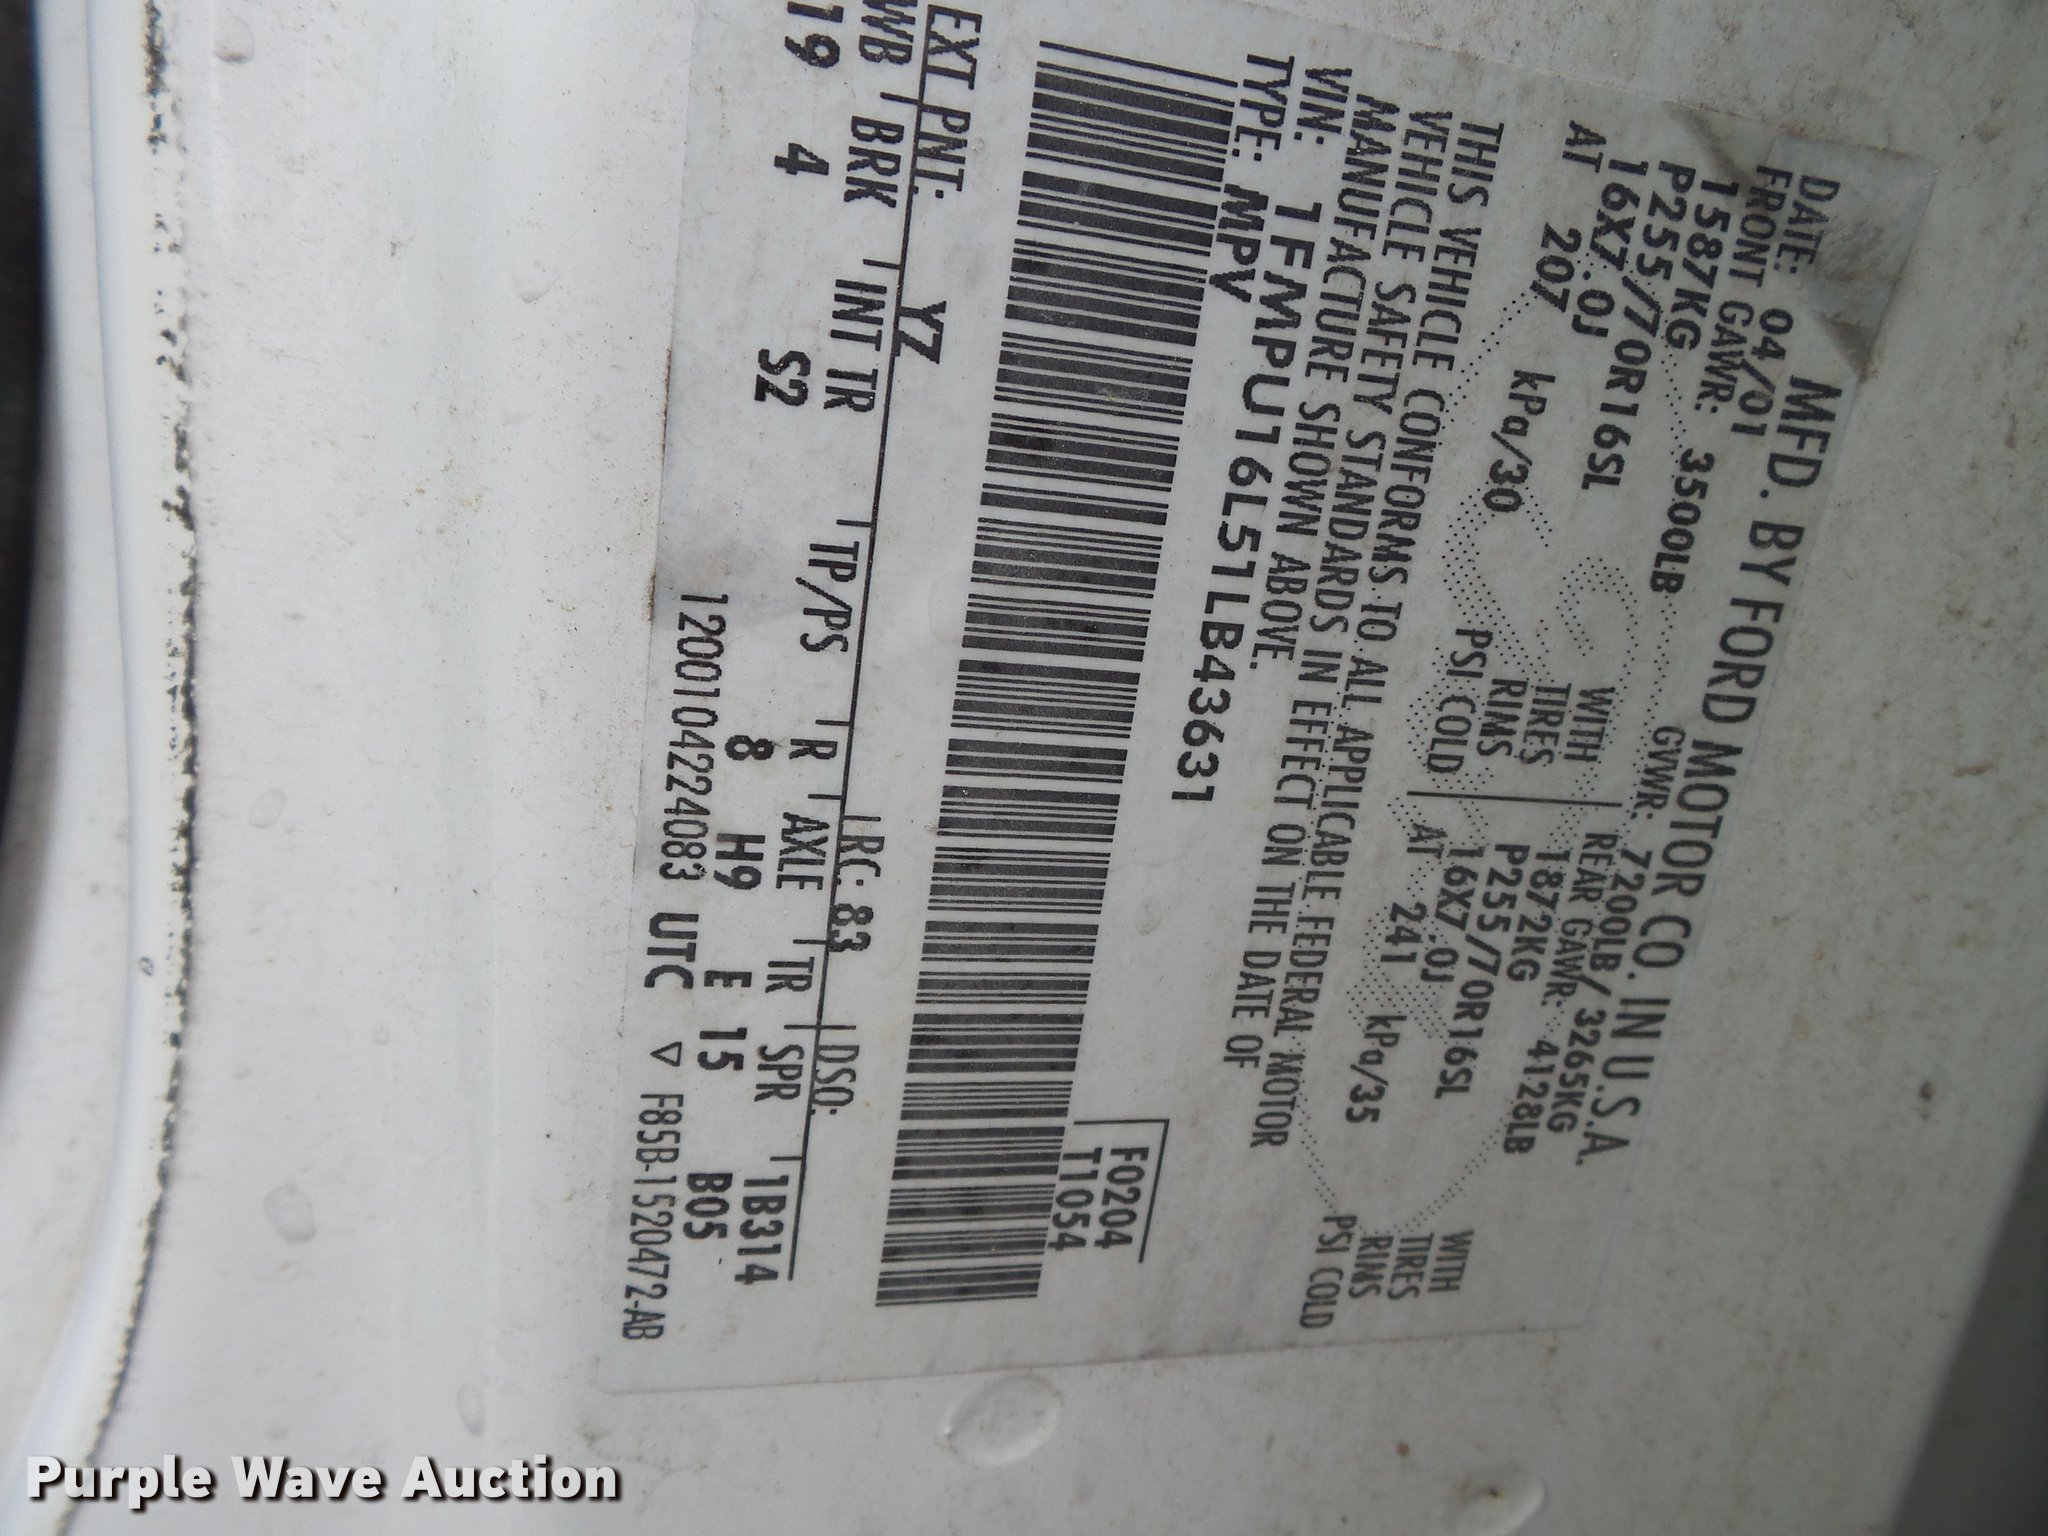 MFD. BY FORD MOTOR CO. IN U.S.A.
DATE: 04/01 GVWR: 7200LB/ 3265KG
FRONT GAWR: 3500LB REAR GAWR: 4128LB
1587KG WITH 1872KG WITH
P255/70R16SL TIRES P255/70R16SL TIRES
16X7.0J RIMS 16X7.0J RIMS
AT 207 kPa/30 PSI COLD AT 241 kPa/35 PSI COLD
THIS VEHICLE CONFORMS TO ALL APPLICABLE FEDERAL MOTOR
VEHICLE SAFETY STANDARDS IN EFFECT ON THE DATE OF
MANUFACTURE SHOWN ABOVE.
VIN: 1FMPU16L51LB43631
TYPE: MPV
F0204
T1054
EXT PNT: YZ RC: 83 DSO:
WB BRK INT TR TP/PS R AXLE TR SPR 1B314
19 4 S2 8 H9 E 15 B05
12001042240​83 UTC ▽ F85B-1520472-AB
Purple Wave Auction